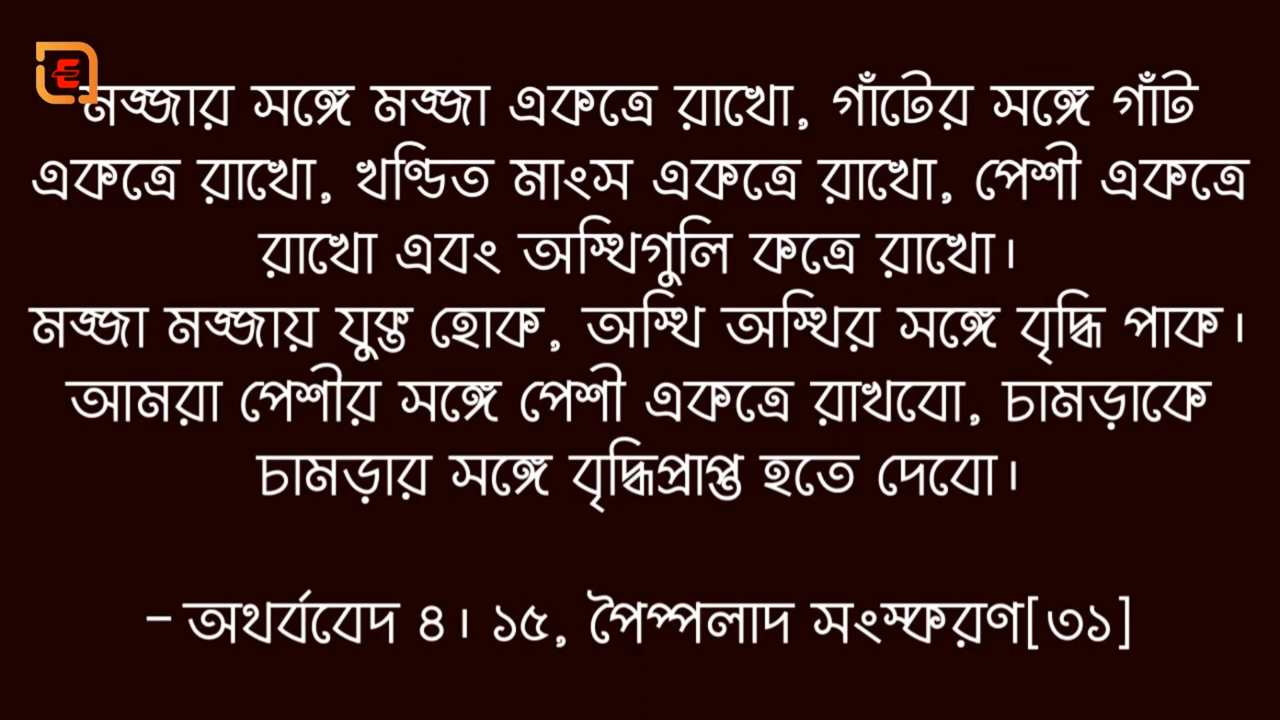 মজ্জার সঙ্গে মজ্জা একত্রে রাখো, গাঁটের সঙ্গে গাঁট
একত্রে রাখো, খণ্ডিত মাংস একত্রে রাখো, পেশী একত্রে
রাখো এবং অস্থিগুলি কত্রে রাখো।
মজ্জা মজ্জায় যুক্ত হোক, অস্থি অস্থির সঙ্গে বৃদ্ধি পাক।
আমরা পেশীর সঙ্গে পেশী একত্রে রাখবো, চামড়াকে
চামড়ার সঙ্গে বৃদ্ধিপ্রাপ্ত হতে দেবো।
– অথর্ববেদ ৪। ১৫, পৈপ্পলাদ সংস্করণ[৩১]